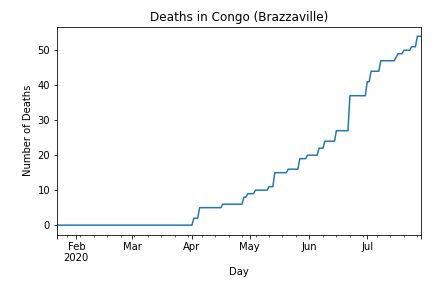 Deaths in Congo (Brazzaville)
Number of Deaths
50
40
30
20
10
0
Feb Mar Apr May Jun Jul
2020
Day